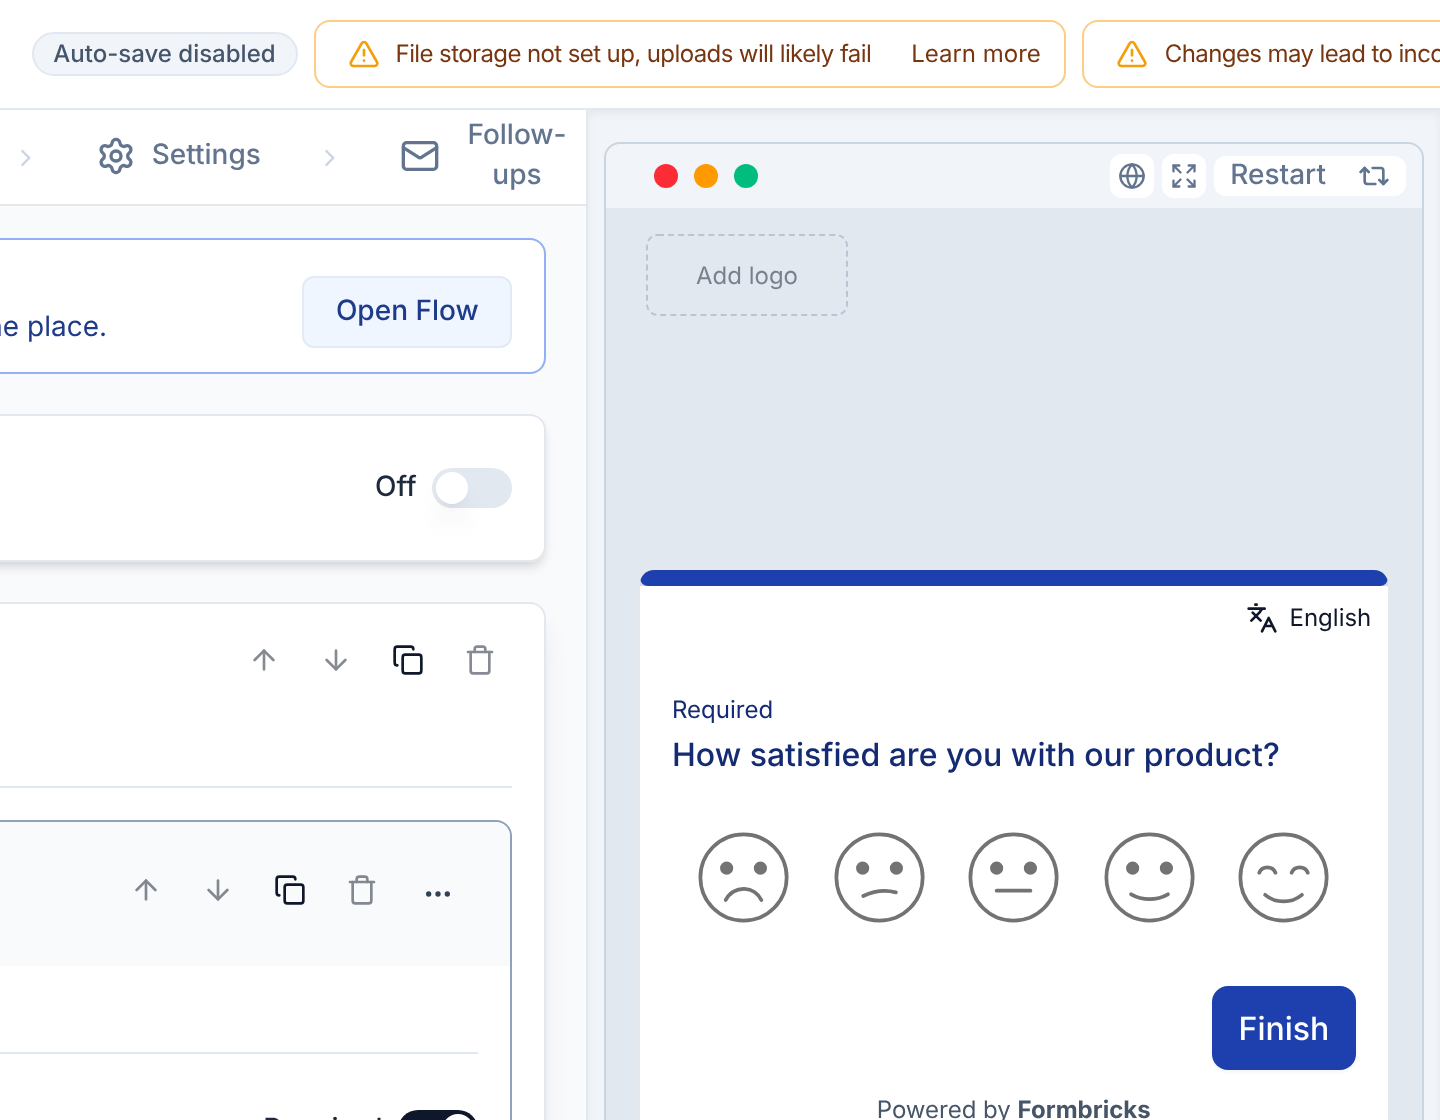 Auto-save disabled
File storage not set up, uploads will likely fail
Learn more
Changes may lead to inco
Settings
Follow-
ups
Restart
Add logo
e place.
Open Flow
Off
English
Required
How satisfied are you with our product?
Finish
Powered by Formbricks